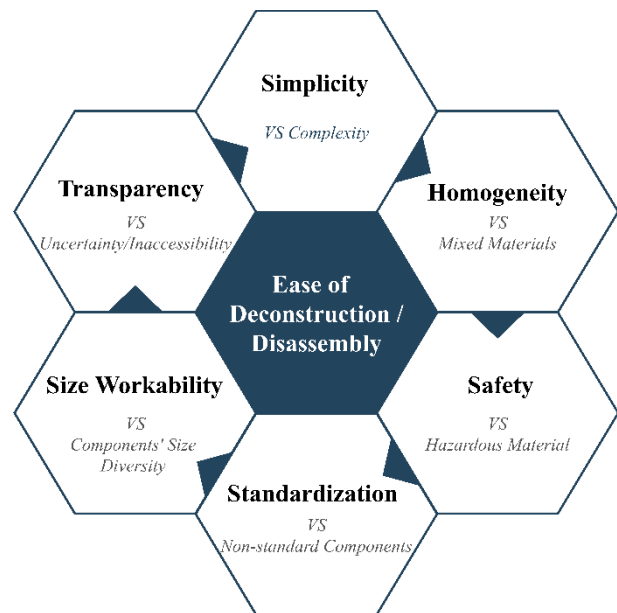 Simplicity
VS Complexity
Transparency
VS
Uncertainty/Inaccessibility
Homogeneity
VS
Mixed Materials
Ease of
Deconstruction /
Disassembly
Size Workability
VS
Components' Size
Diversity
Safety
VS
Hazardous Material
Standardization
VS
Non-standard Components